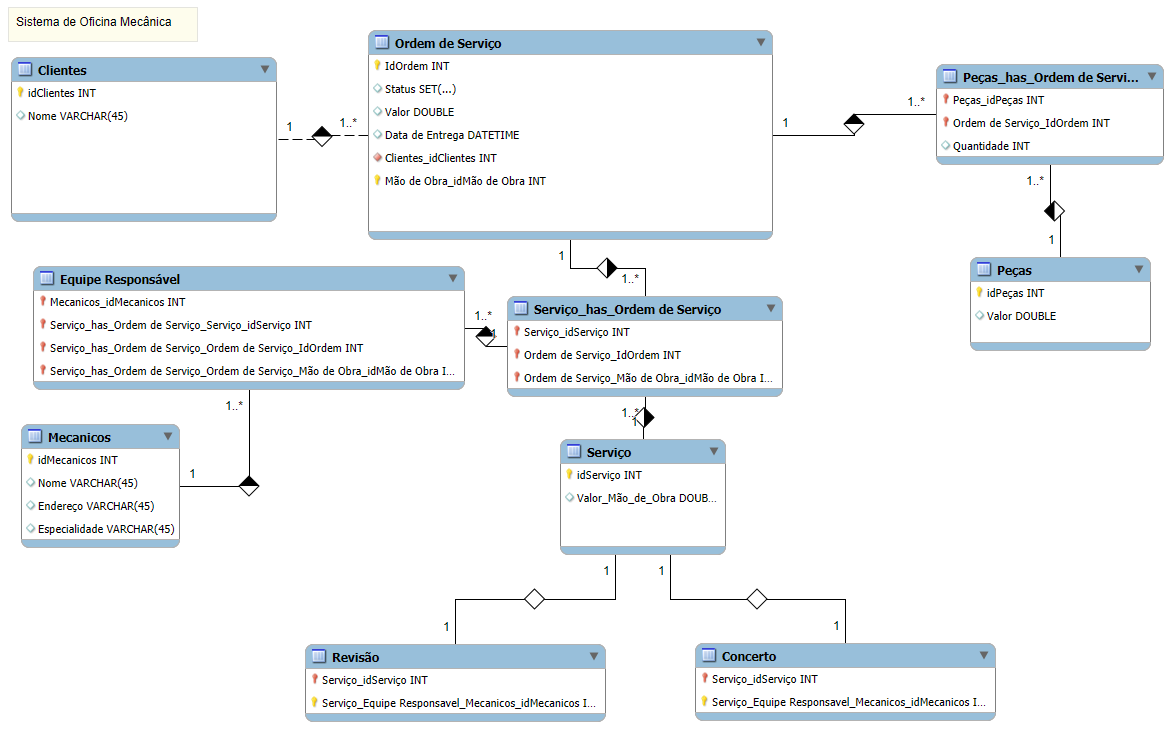 Sistema de Oficina Mecânica
Clientes
idClientes INT
Nome VARCHAR(45)
1
1..*
Ordem de Serviço
IdOrdem INT
Status SET(...)
Valor DOUBLE
Data de Entrega DATETIME
Clientes_idClientes INT
Mão de Obra_idMão de Obra INT
1
1..*
Peças_has_Ordem de Servi...
Peças_idPeças INT
Ordem de Serviço_IdOrdem INT
Quantidade INT
1..*
1
Peças
idPeças INT
Valor DOUBLE
1
1..*
Equipe Responsável
Mecanicos_idMecanicos INT
Serviço_has_Ordem de Serviço_Serviço_idServiço INT
Serviço_has_Ordem de Serviço_Ordem de Serviço_IdOrdem INT
Serviço_has_Ordem de Serviço_Ordem de Serviço_Mão de Obra_idMão de Obra I...
1..*
1
Serviço_has_Ordem de Serviço
Serviço_idServiço INT
Ordem de Serviço_IdOrdem INT
Ordem de Serviço_Mão de Obra_idMão de Obra I...
1..*
1
Mecanicos
idMecanicos INT
Nome VARCHAR(45)
Endereço VARCHAR(45)
Especialidade VARCHAR(45)
1..*
1
Serviço
idServiço INT
Valor_Mão_de_Obra DOUB...
1
1
1
1
Revisão
Serviço_idServiço INT
Serviço_Equipe Responsavel_Mecanicos_idMecanicos I...
Concerto
Serviço_idServiço INT
Serviço_Equipe Responsavel_Mecanicos_idMecanicos I...